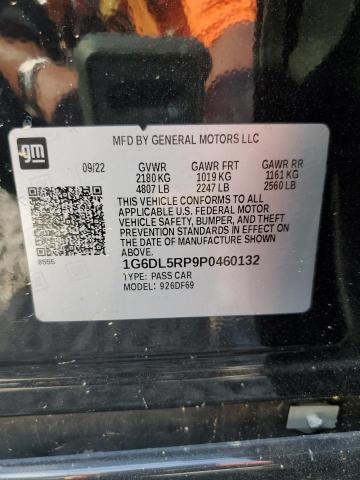 gm
MFD BY GENERAL MOTORS LLC
09/22 GVWR GAWR FRT GAWR RR
2180 KG 1019 KG 1161 KG
4807 LB 2247 LB 2560 LB
THIS VEHICLE CONFORMS TO ALL
APPLICABLE U.S. FEDERAL MOTOR
VEHICLE SAFETY, BUMPER, AND THEFT
PREVENTION STANDARDS IN EFFECT ON
THE DATE OF MANUFACTURE SHOWN ABOVE.
1G6DL5RP9P0460132
TYPE: PASS CAR
MODEL: 926DF69